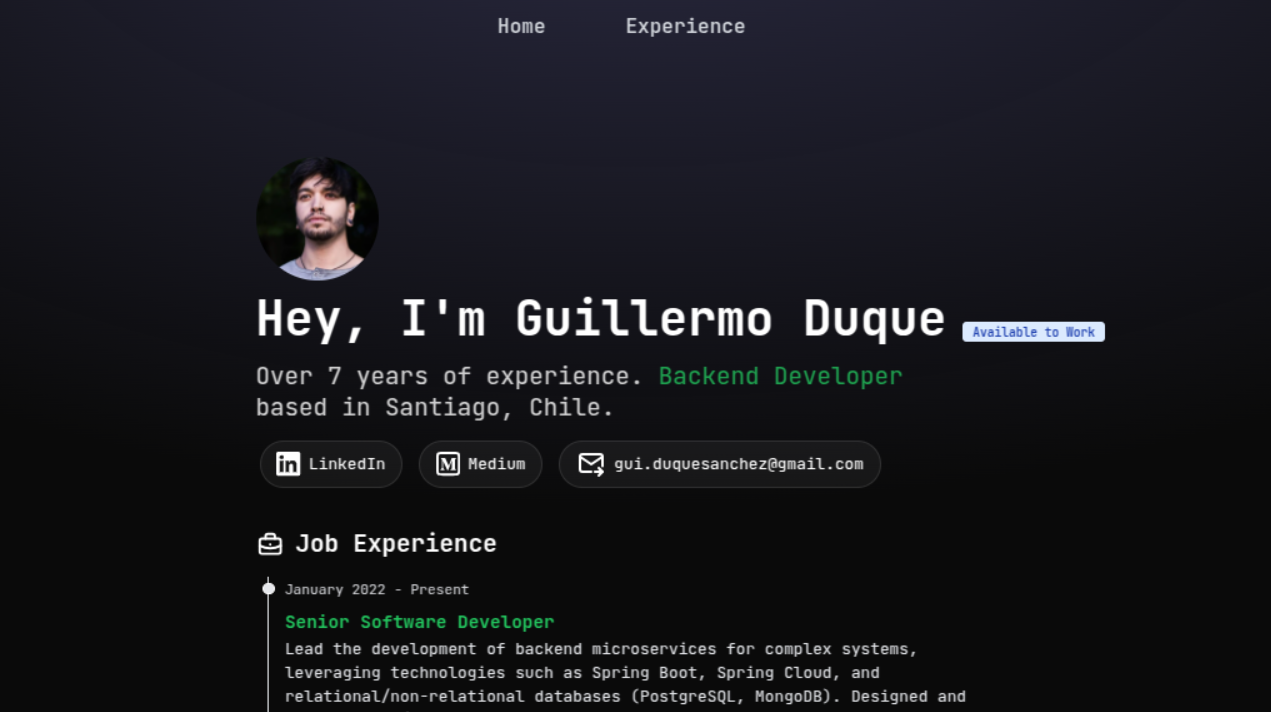 Home Experience
Hey, I'm Guillermo Duque Available to Work
Over 7 years of experience. Backend Developer
based in Santiago, Chile.
LinkedIn Medium gui.duquesanchez@gmail.com
Job Experience
January 2022 - Present
Senior Software Developer
Lead the development of backend microservices for complex systems,
leveraging technologies such as Spring Boot, Spring Cloud, and
relational/non-relational databases (PostgreSQL, MongoDB). Designed and